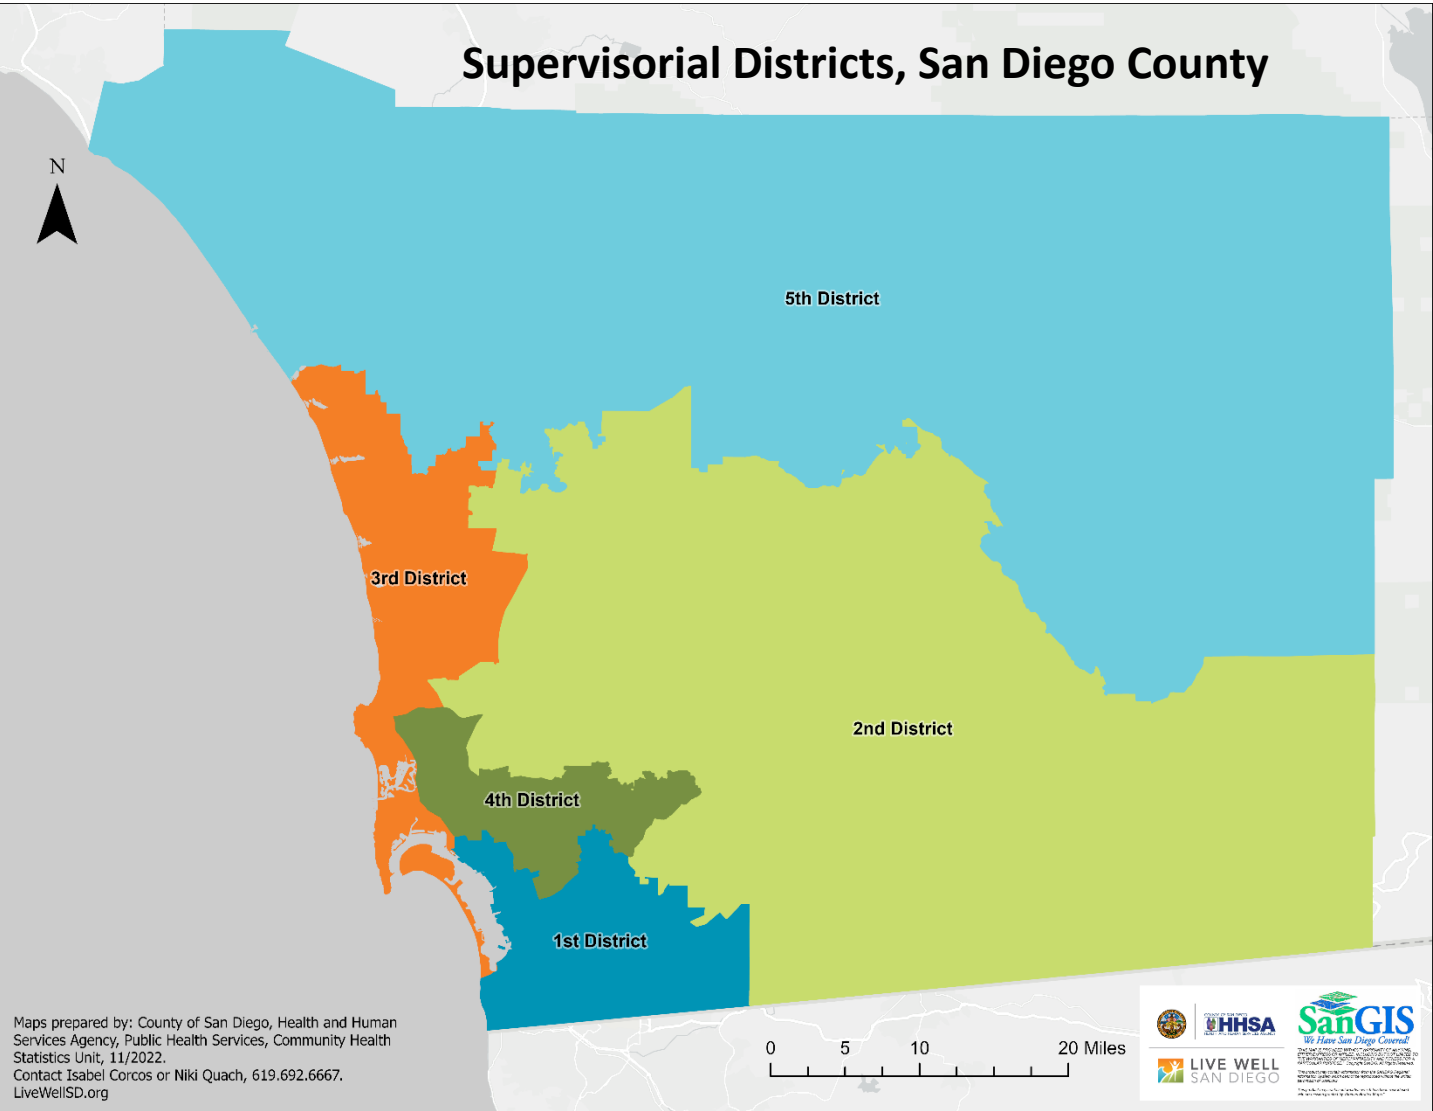 Supervisorial Districts, San Diego County
N
5th District
3rd District
2nd District
4th District
1st District
Maps prepared by: County of San Diego, Health and Human
Services Agency, Public Health Services, Community Health
Statistics Unit, 11/2022.
Contact Isabel Corcos or Niki Quach, 619.692.6667.
LiveWellSD.org
0 5 10 20 Miles
HHSA
LIVE WELL
SAN DIEGO
SanGIS
We Have San Diego Covered!